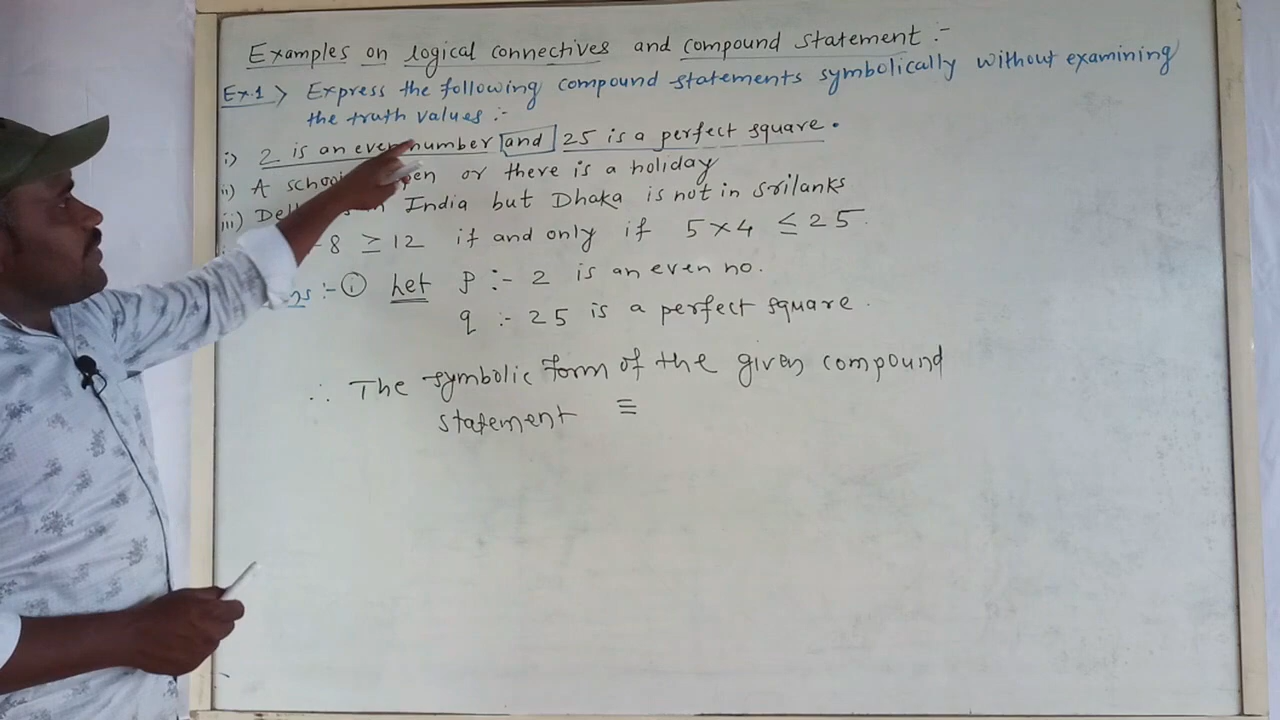 Examples on logical connectives and compound statement :-
Ex.1> Express the following compound statements symbolically without examining
the truth values :-
i) 2 is an even number and 25 is a perfect square.
ii) A open or there is a holiday
iii) in India but Dhaka is not in srilanks
8 ≥ 12 if and only if 5 x 4 ≤ 25.
:- ① Let p :- 2 is an even no.
q :- 25 is a perfect square.
∴ The symbolic form of the given compound
statement ≡